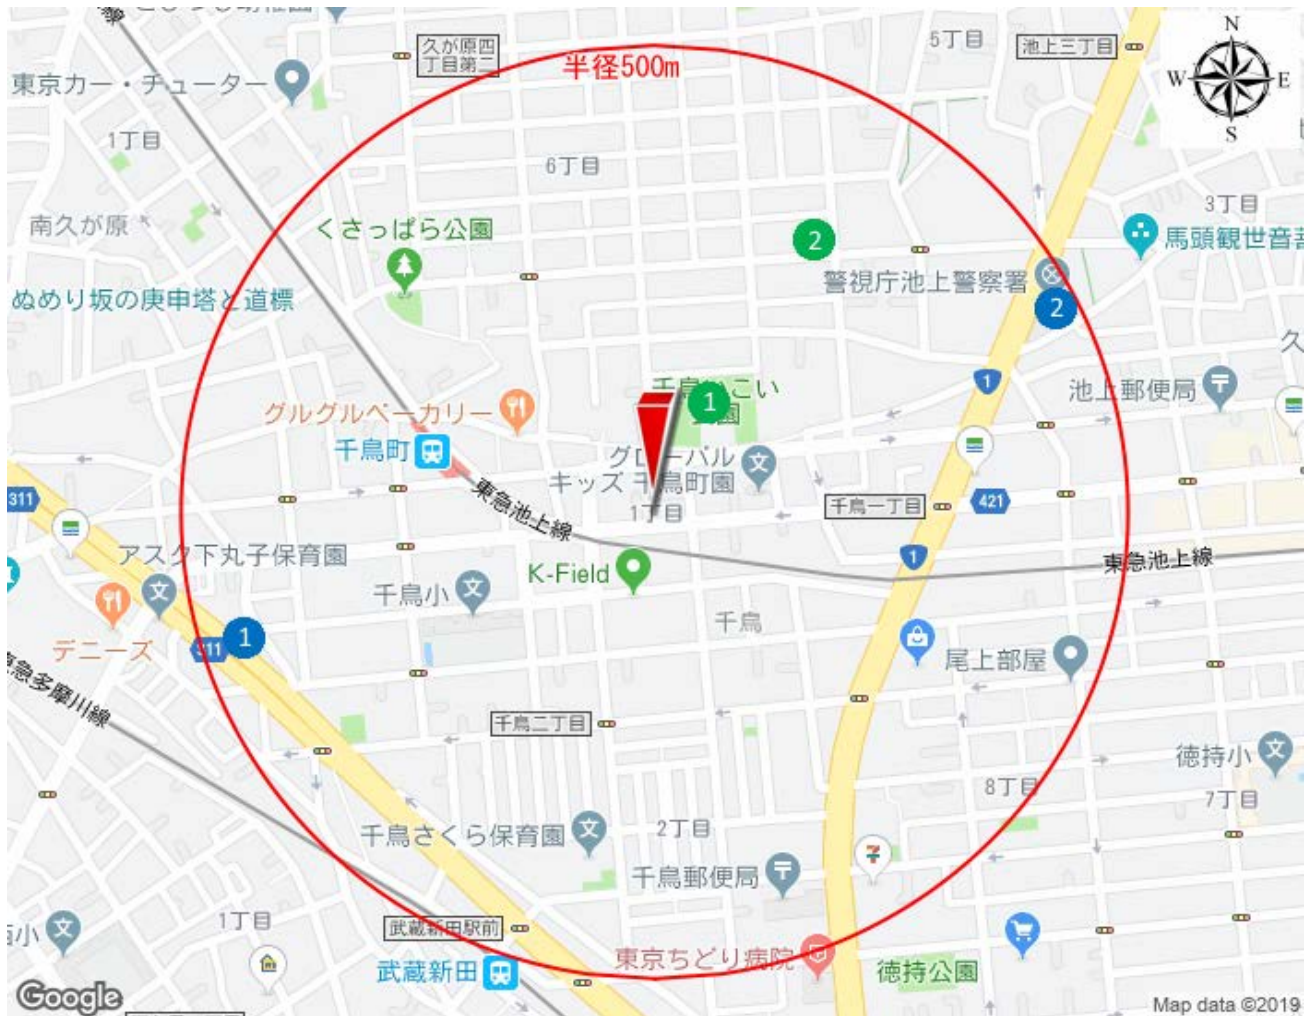 久が原四
丁目第二
5丁目
池上三丁目
N
W
E
S
半径500m
東京カー・チューター
1丁目
6丁目
3丁目
南久が原
くさっぱら公園
2
馬頭観世音
警視庁池上警察署
2
ぬめり坂の庚申塔と道標
久
千鳥いこい
公園
1
1
池上郵便局
グルグルベーカリー
千鳥町
グローバル
キッズ千鳥町園
311
東急池上線
1丁目
千鳥一丁目
421
アスク下丸子保育園
1
東急池上線
K-Field
千鳥小
千鳥
デニーズ
311
1
尾上部屋
東急多摩川線
千鳥二丁目
徳持小
8丁目
7丁目
千鳥さくら保育園
2丁目
千鳥郵便局
7
1丁目
武蔵新田駅前
小
武蔵新田
東京ちどり病院
徳持公園
Google
Map data ©2019